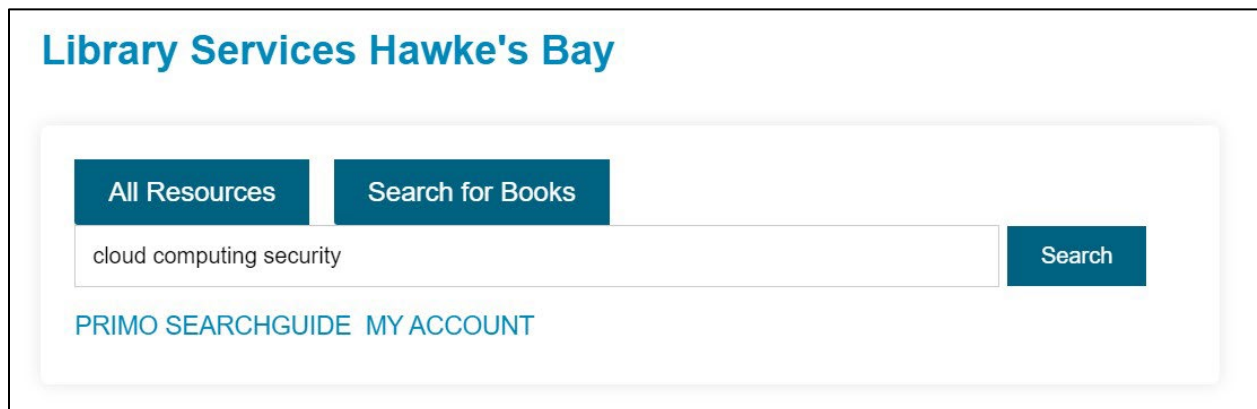 Library Services Hawke's Bay
All Resources Search for Books
cloud computing security Search
PRIMO SEARCHGUIDE MY ACCOUNT